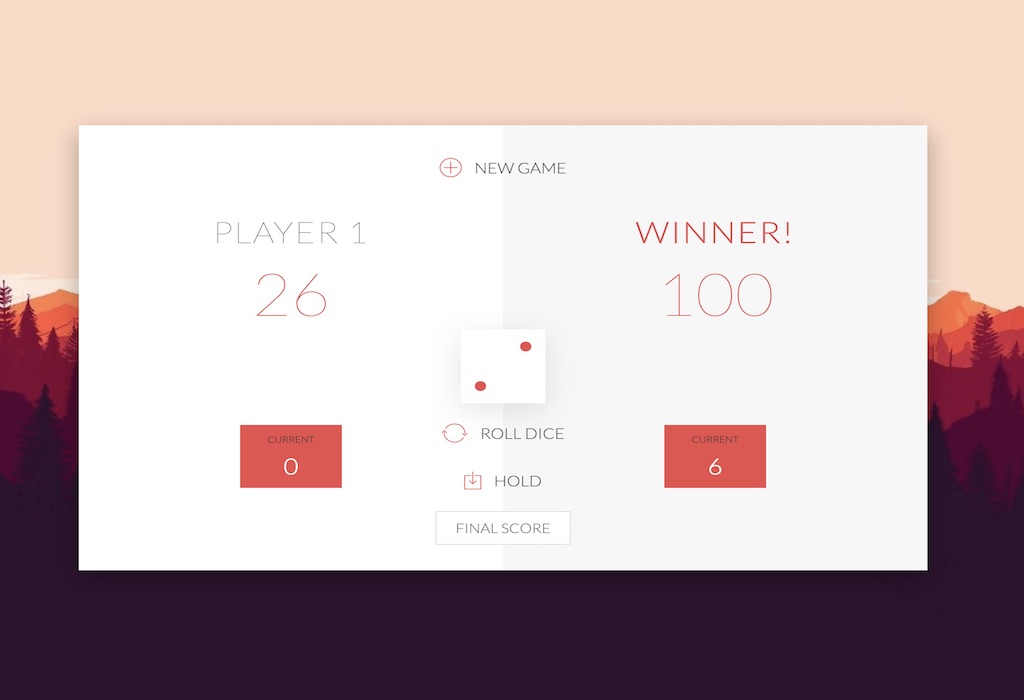 NEW GAME
PLAYER 1
26
WINNER!
100
CURRENT
0
CURRENT
6
ROLL DICE
HOLD
FINAL SCORE